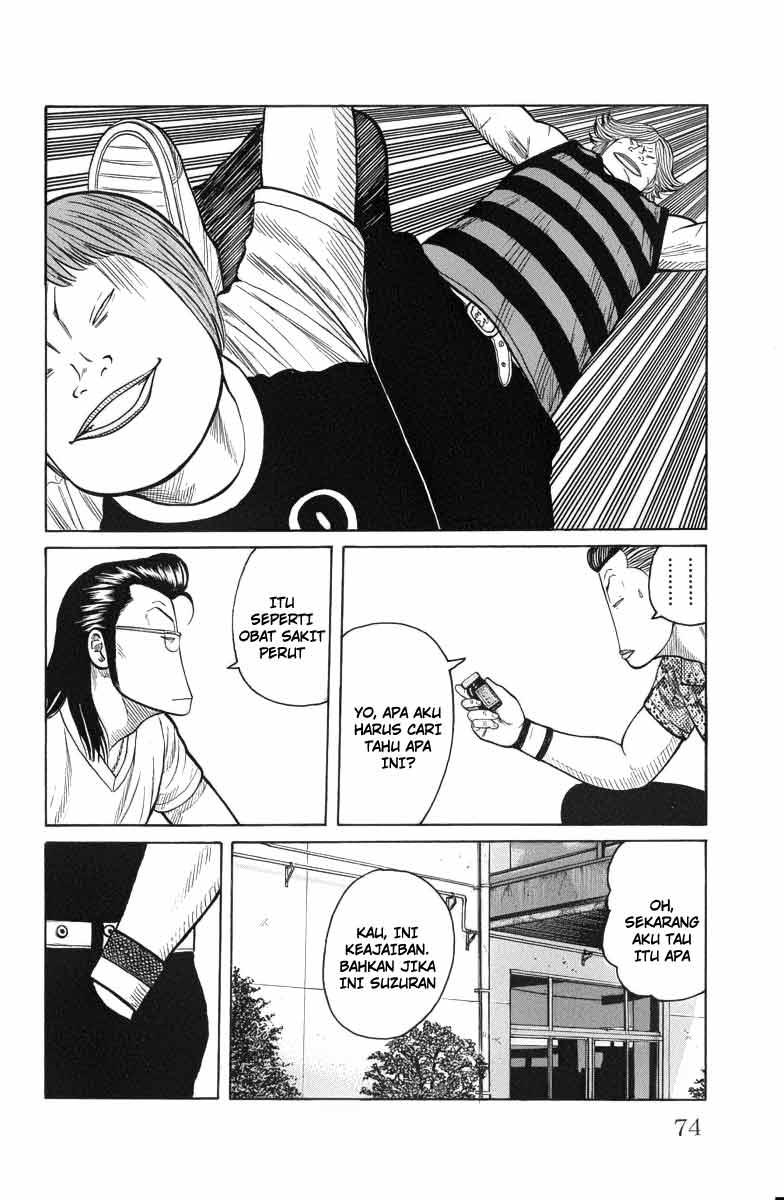 .......
.......
YO, APA AKU
HARUS CARI
TAHU APA
INI?
ITU
SEPERTI
OBAT SAKIT
PERUT
OH,
SEKARANG
AKU TAU
ITU APA
KAU, INI
KEAJAIBAN.
BAHKAN JIKA
INI SUZURAN
74